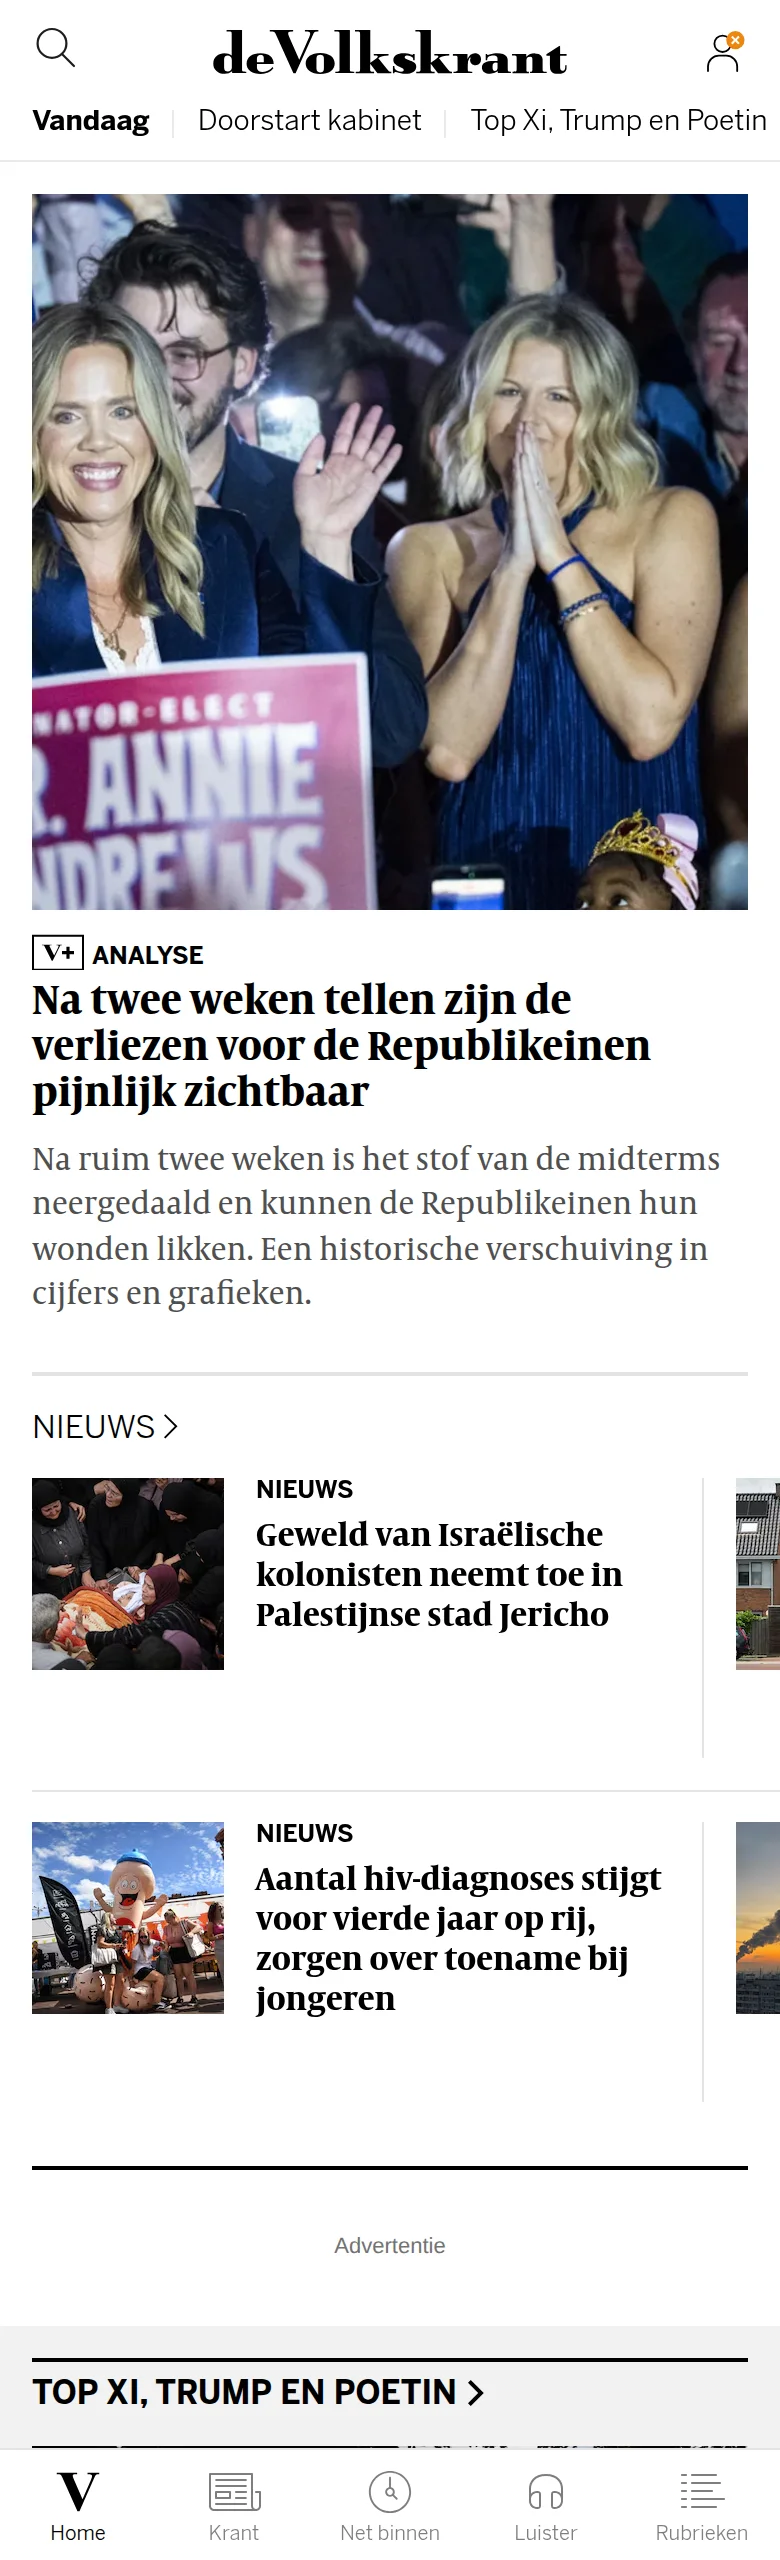 deVolkskrant
Vandaag
Doorstart kabinet
Top Xi, Trump en Poetin
NATOR-ELECT
R. ANNIE
NDREWS
V+ ANALYSE
Na twee weken tellen zijn de
verliezen voor de Republikeinen
pijnlijk zichtbaar
Na ruim twee weken is het stof van de midterms
neergedaald en kunnen de Republikeinen hun
wonden likken. Een historische verschuiving in
cijfers en grafieken.
NIEUWS
NIEUWS
Geweld van Israëlische
kolonisten neemt toe in
Palestijnse stad Jericho
NIEUWS
Aantal hiv-diagnoses stijgt
voor vierde jaar op rij,
zorgen over toename bij
jongeren
Advertentie
TOP XI, TRUMP EN POETIN
V
Home
Krant
Net binnen
Luister
Rubrieken